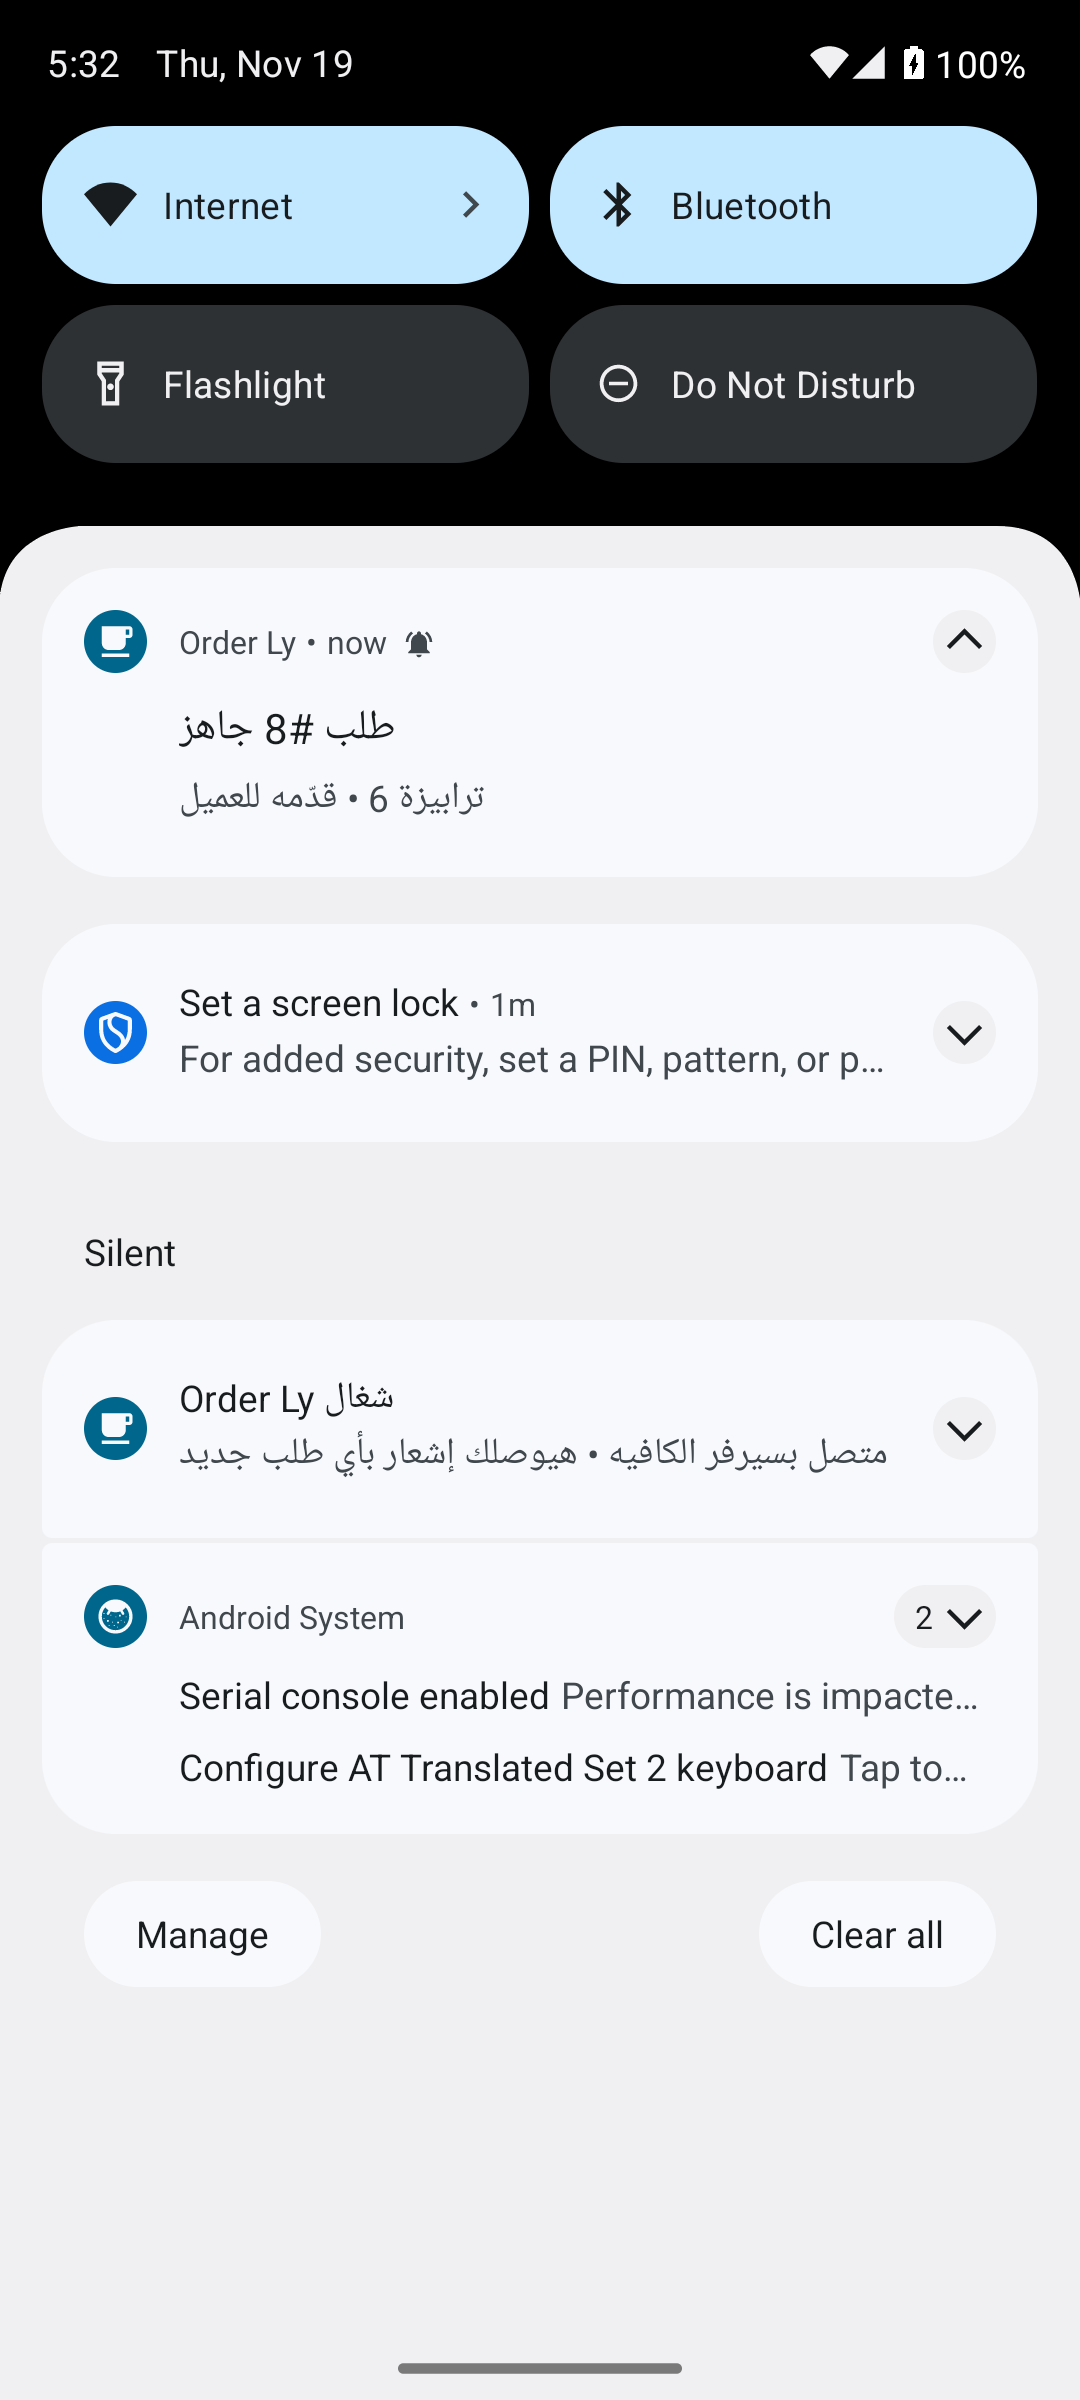 5:32 Thu, Nov 19 100%
Internet
Bluetooth
Flashlight
Do Not Disturb
Order Ly • now
طلب #8 جاهز
ترابيزة 6 • قدّمه للعميل
Set a screen lock • 1m
For added security, set a PIN, pattern, or p…
Silent
Order Ly شغال
متصل بسيرفر الكافيه • هيوصلك إشعار بأي طلب جديد
Android System 2
Serial console enabled Performance is impacte…
Configure AT Translated Set 2 keyboard Tap to…
Manage
Clear all